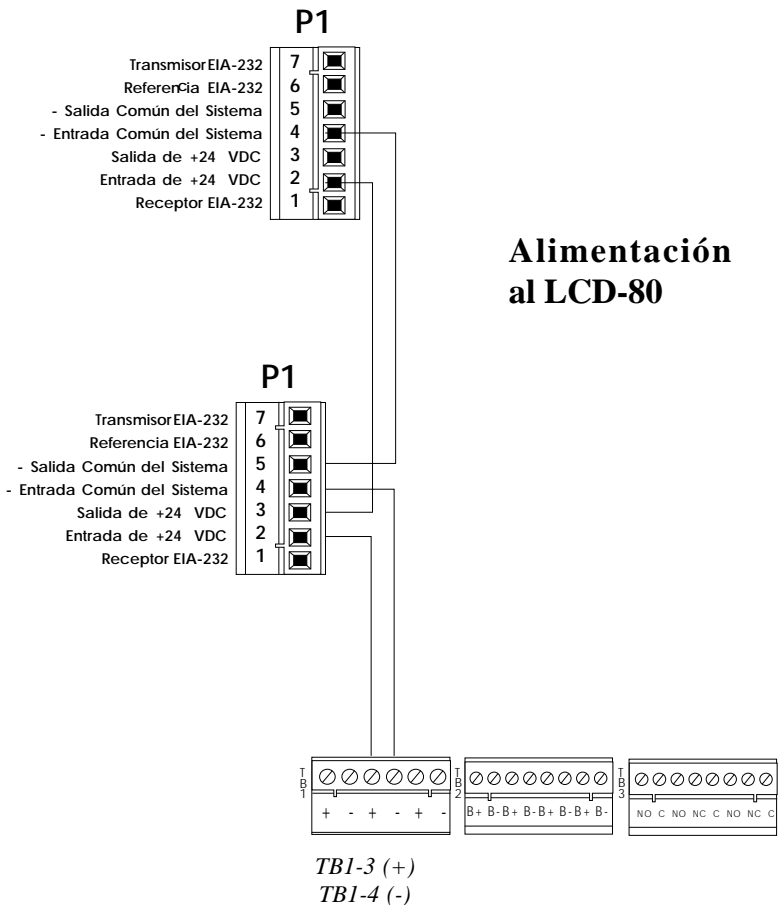 P1
Transmisor EIA-232 7
Referencia EIA-232 6
- Salida Común del Sistema 5
- Entrada Común del Sistema 4
Salida de +24 VDC 3
Entrada de +24 VDC 2
Receptor EIA-232 1
Alimentación
al LCD-80
P1
Transmisor EIA-232 7
Referencia EIA-232 6
- Salida Común del Sistema 5
- Entrada Común del Sistema 4
Salida de +24 VDC 3
Entrada de +24 VDC 2
Receptor EIA-232 1
TB1
+ - + - + -
TB2
B+ B- B+ B- B+ B- B+ B-
TB3
NO C NO NC C NO NC C
TB1-3 (+)
TB1-4 (-)